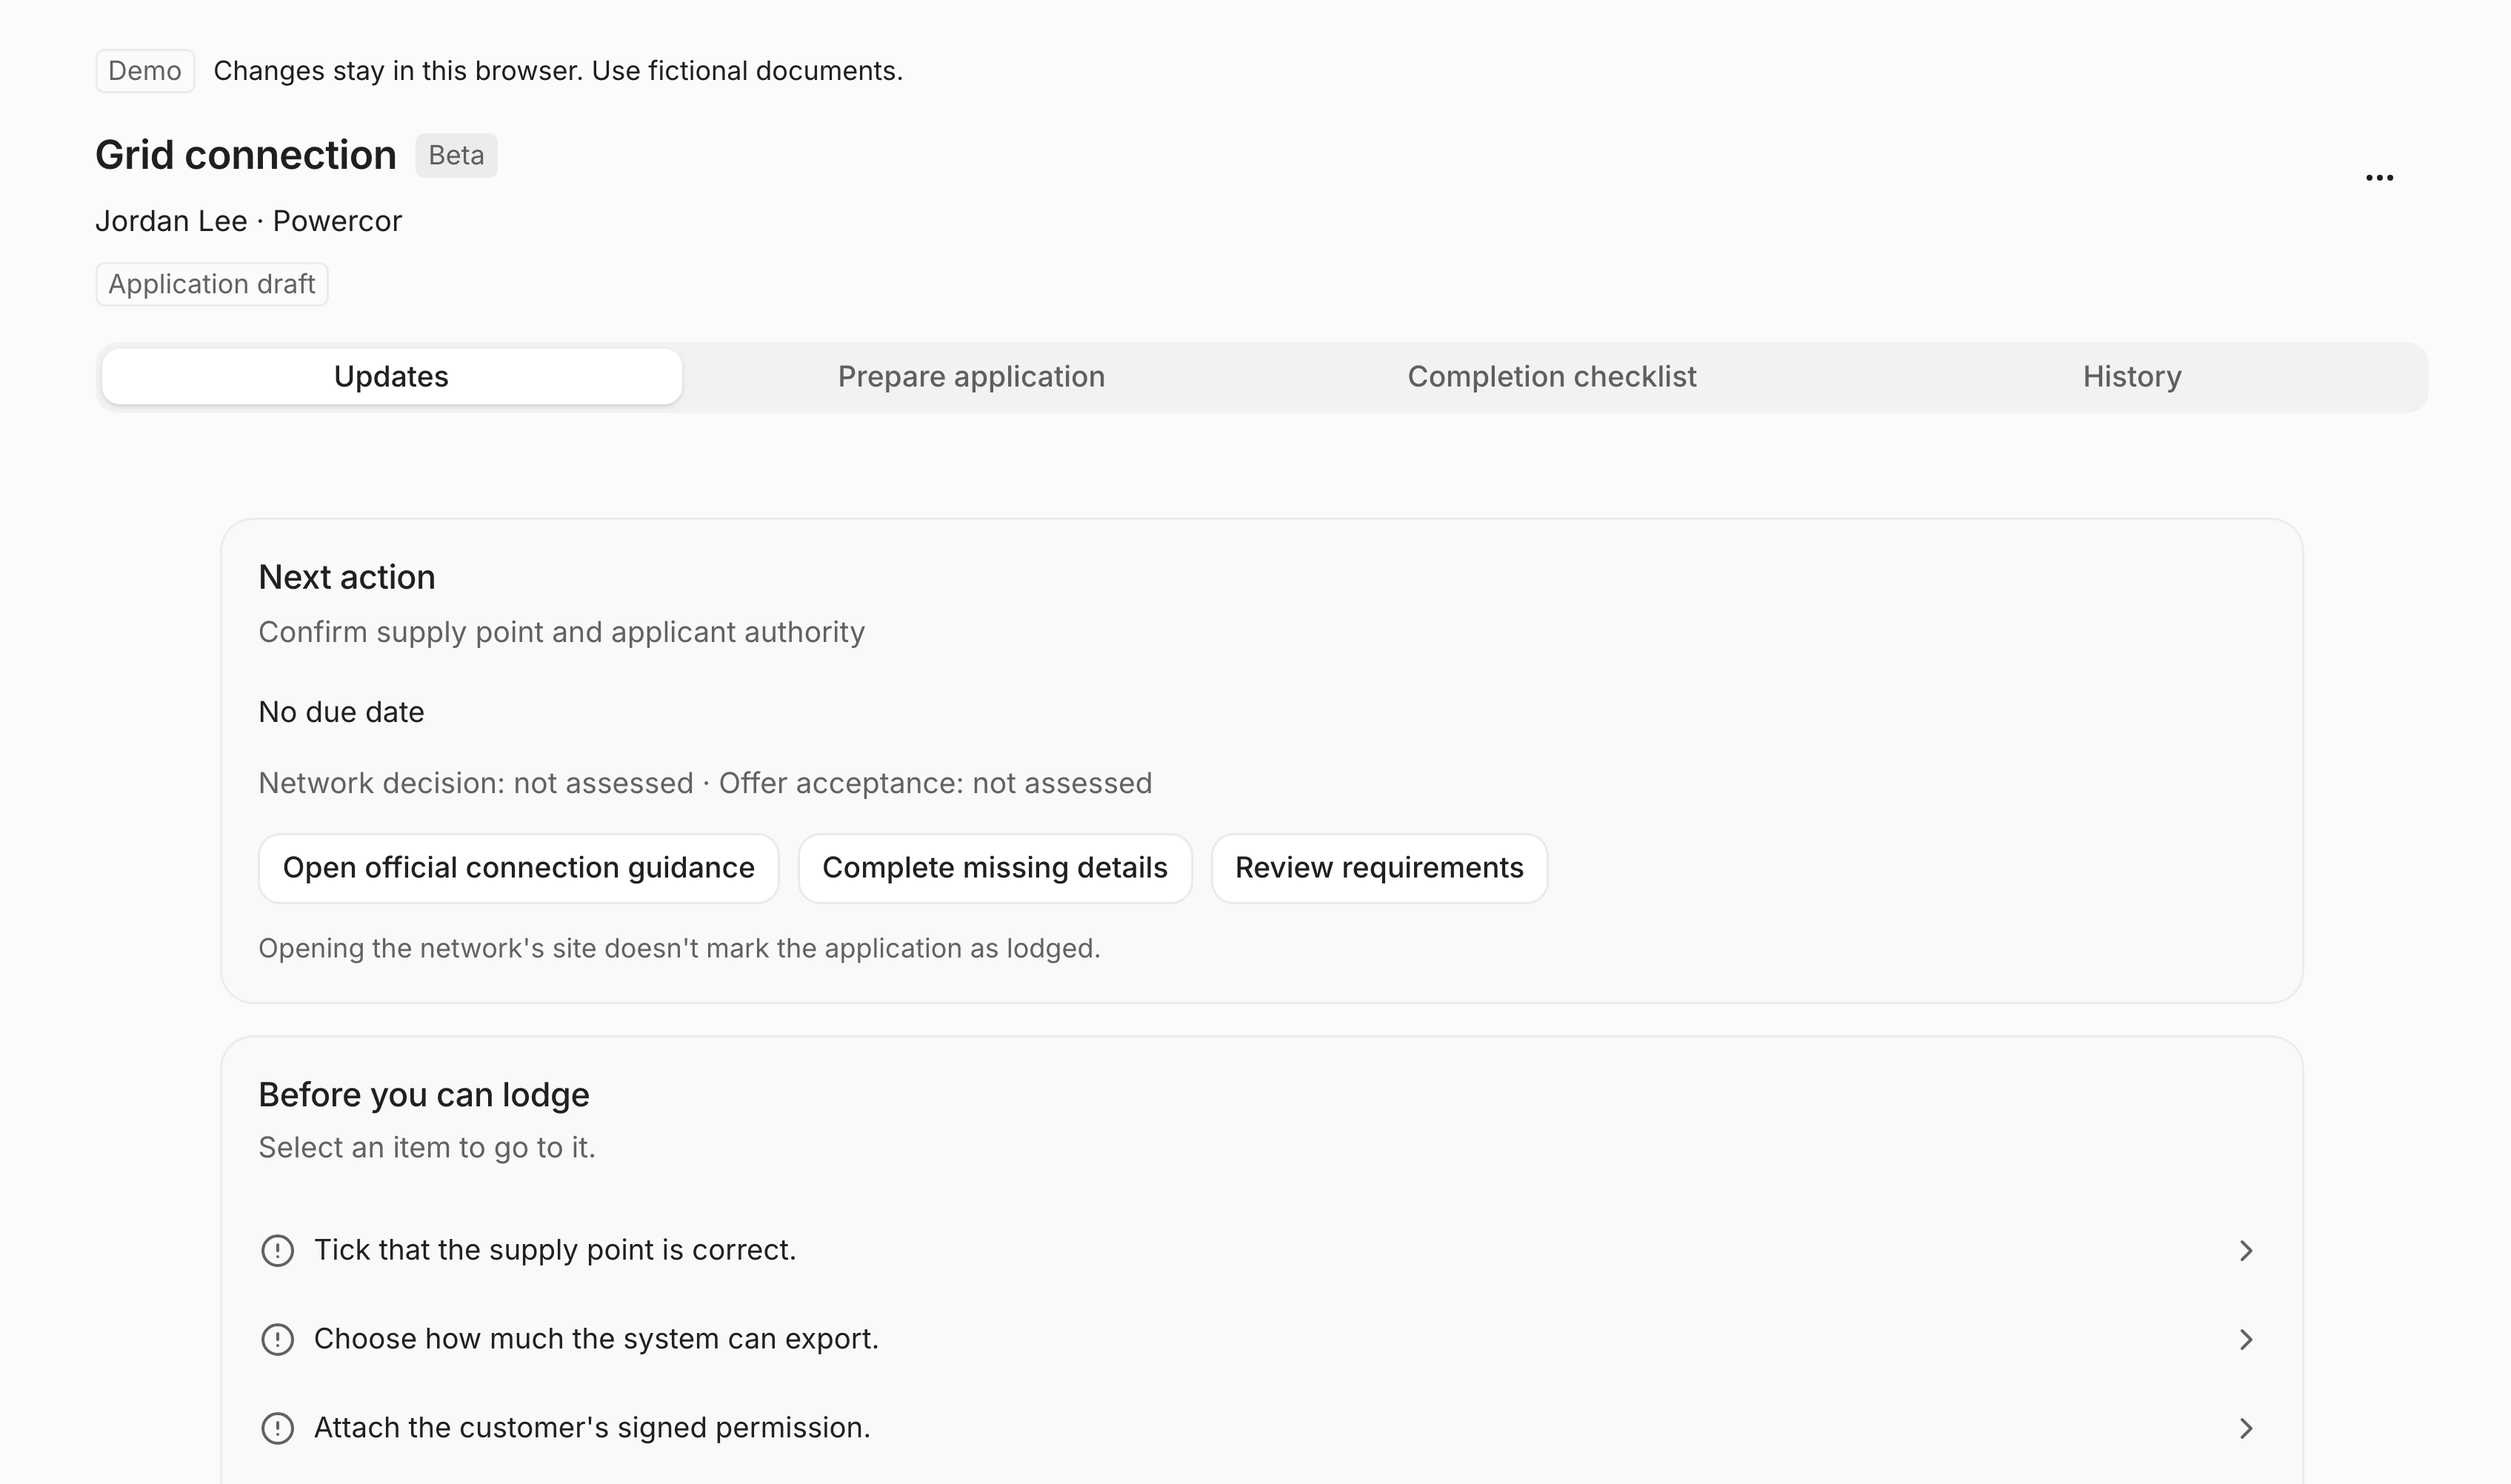 Demo Changes stay in this browser. Use fictional documents.
Grid connection Beta
Jordan Lee · Powercor
Application draft
Updates Prepare application Completion checklist History
Next action
Confirm supply point and applicant authority
No due date
Network decision: not assessed · Offer acceptance: not assessed
Open official connection guidance Complete missing details Review requirements
Opening the network's site doesn't mark the application as lodged.
Before you can lodge
Select an item to go to it.
Tick that the supply point is correct.
Choose how much the system can export.
Attach the customer's signed permission.